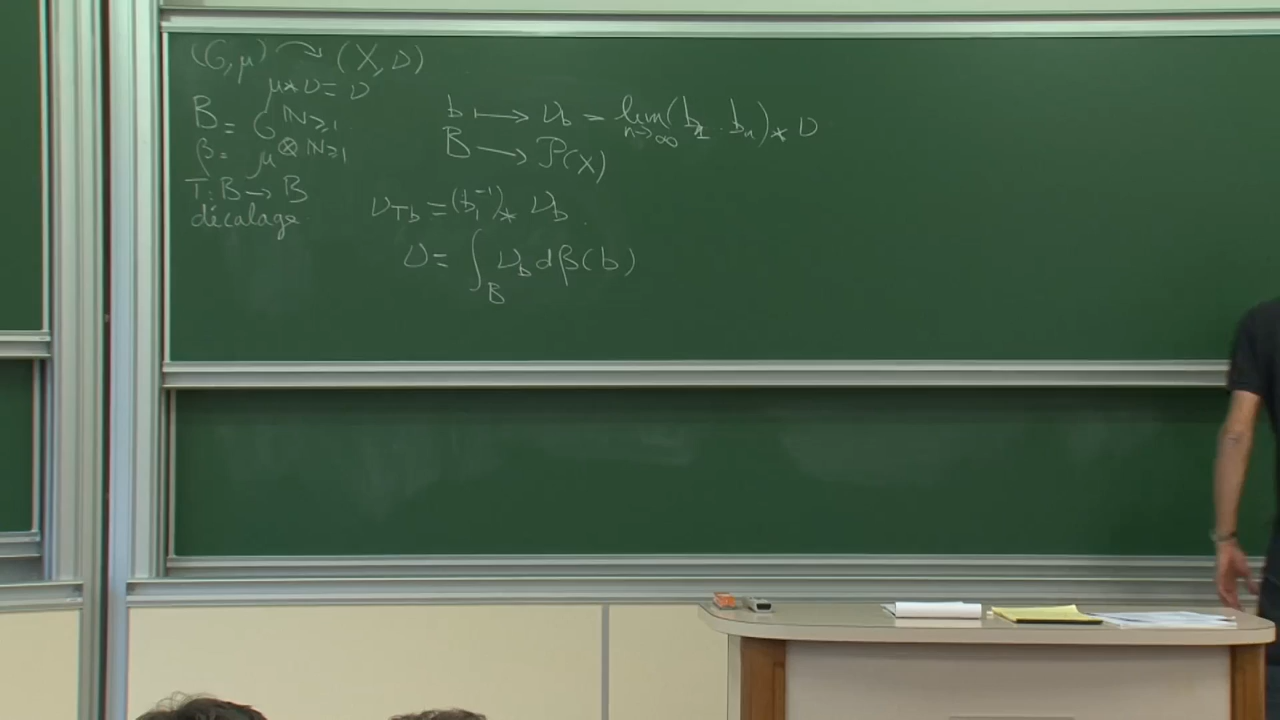 (G, μ) ↷ (X, ν)
μ * ν = ν
B = G^{ℕ≥1}
β = μ^{⊗ℕ≥1}
T : B → B
décalage
b ↦ ν_b = lim_{n→∞} (b_1 .. b_n)_* ν
B → P(X)
ν_{Tb} = (b_1^{-1})_* ν_b
ν = ∫_B ν_b dβ(b)